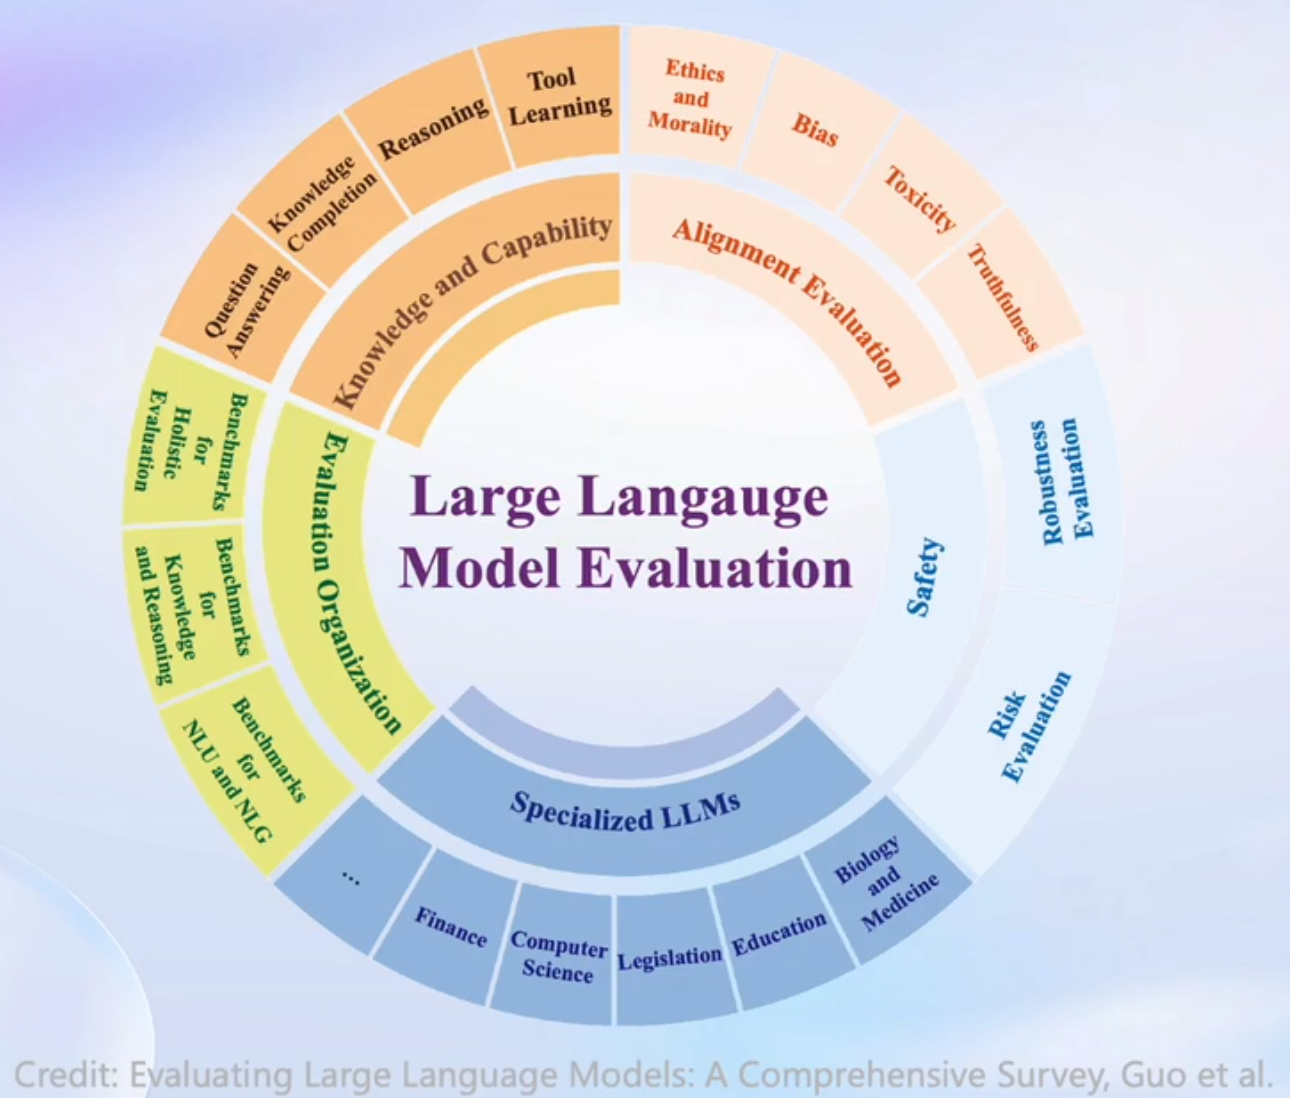 Large Langauge
Model Evaluation
Knowledge and Capability
Question
Answering
Knowledge
Completion
Reasoning
Tool
Learning
Alignment Evaluation
Ethics
and
Morality
Bias
Toxicity
Truthfulness
Safety
Robustness
Evaluation
Risk
Evaluation
Specialized LLMs
Biology
and
Medicine
Education
Legislation
Computer
Science
Finance
...
Evaluation Organization
Benchmarks
for
NLU and NLG
Benchmarks
for
Knowledge
and Reasoning
Benchmarks
for
Holistic
Evaluation
Credit: Evaluating Large Language Models: A Comprehensive Survey, Guo et al.